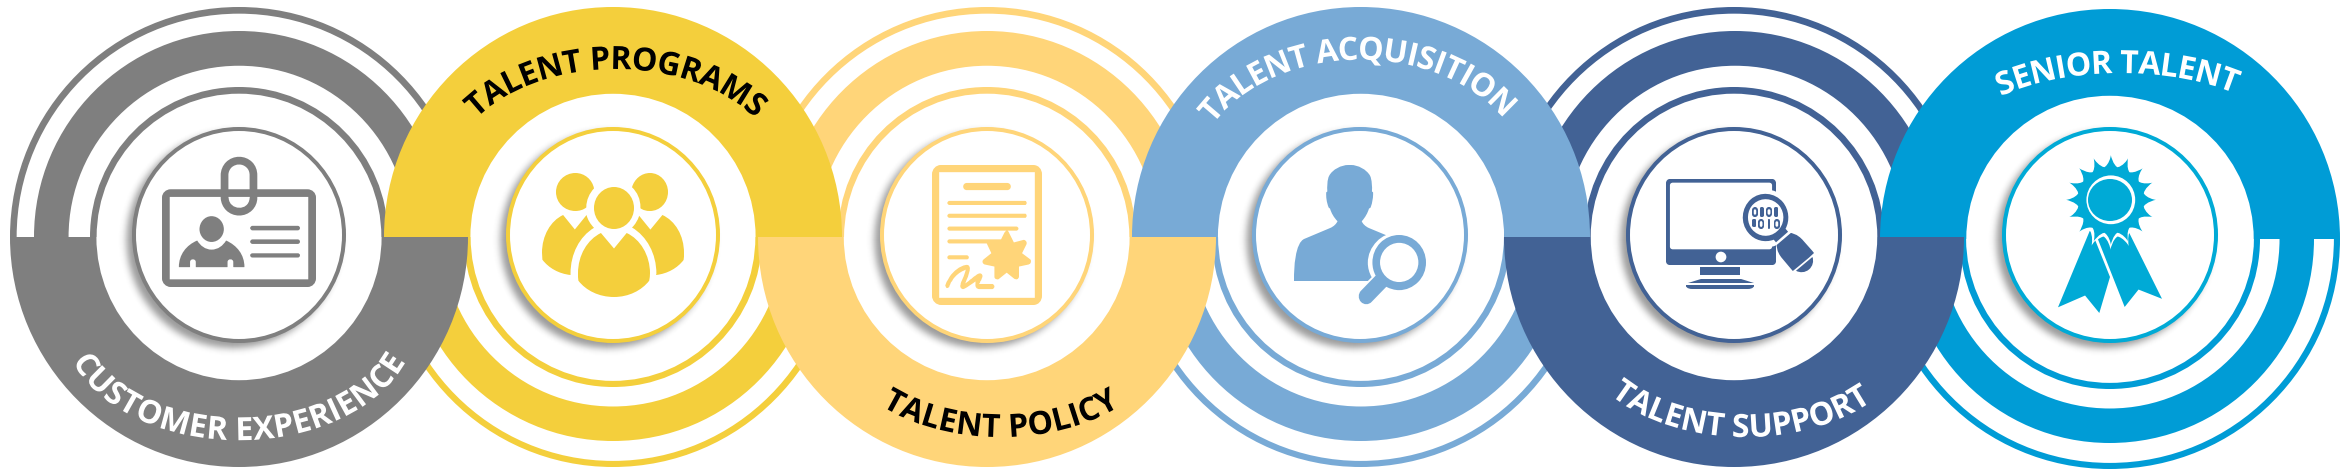 CUSTOMER EXPERIENCE
TALENT PROGRAMS
TALENT POLICY
TALENT ACQUISITION
TALENT SUPPORT
SENIOR TALENT